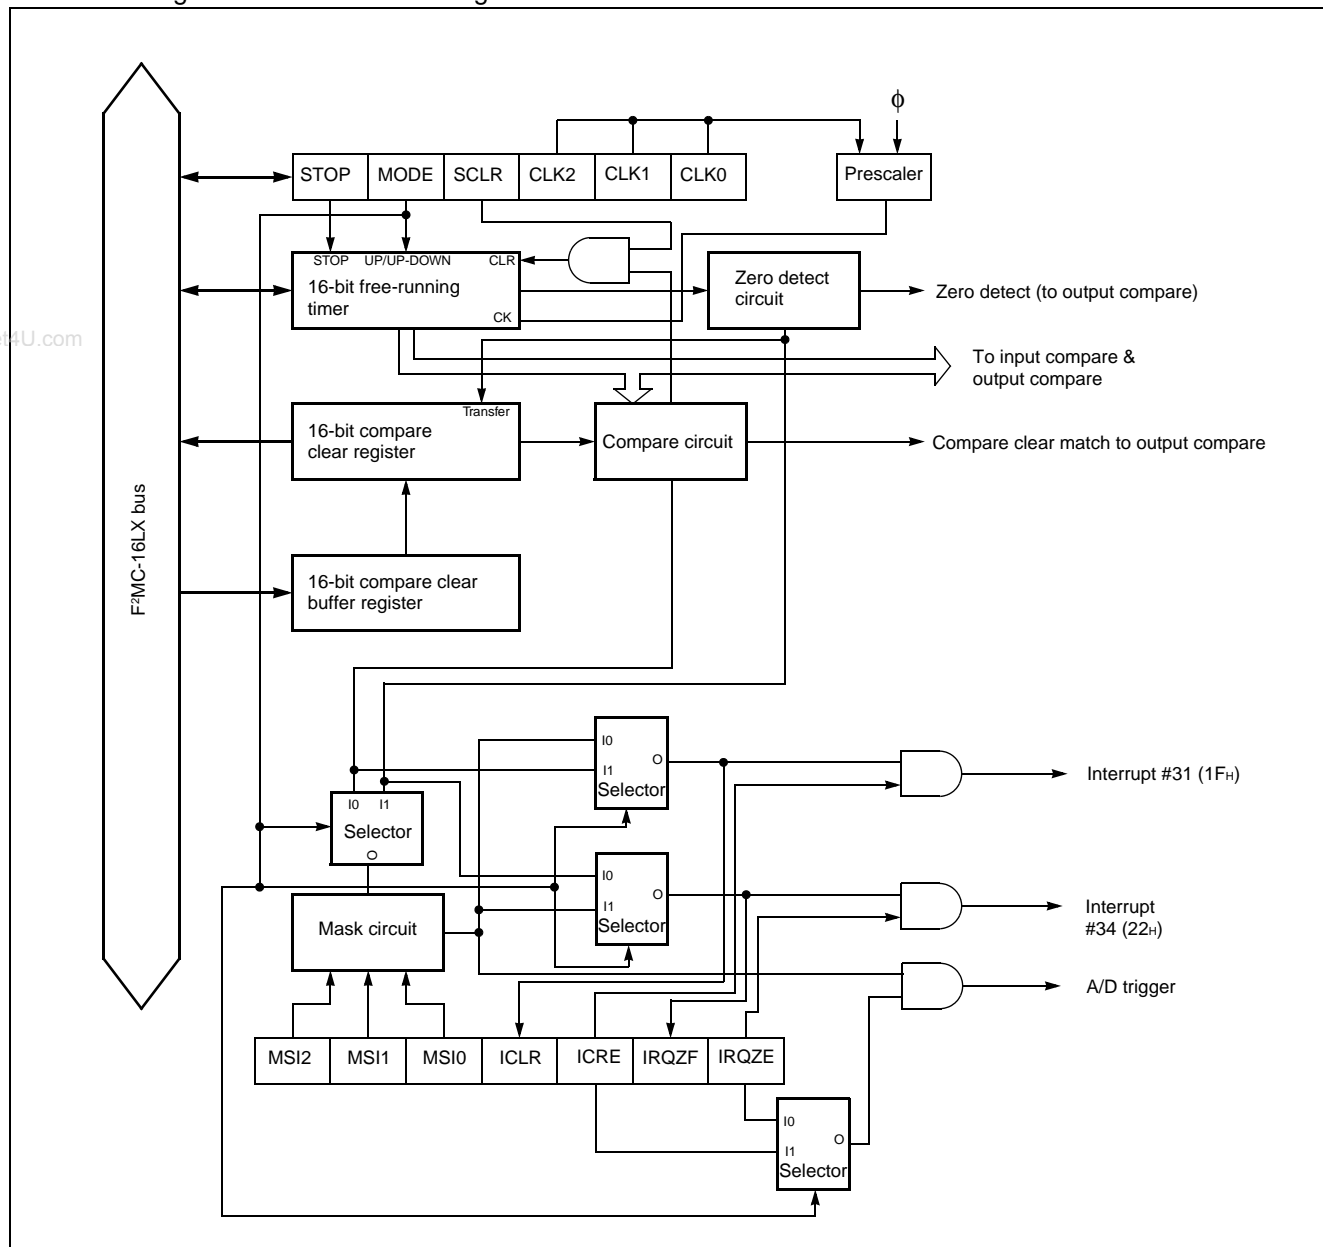 ϕ
STOP MODE SCLR CLK2 CLK1 CLK0
Prescaler
STOP UP/UP-DOWN CLR
16-bit free-running
timer
CK
Zero detect
circuit
Zero detect (to output compare)
et4U.com
To input compare &
output compare
Transfer
16-bit compare
clear register
Compare circuit
Compare clear match to output compare
F²MC-16LX bus
16-bit compare clear
buffer register
I0
O
I1
Selector
Interrupt #31 (1FH)
I0 I1
Selector
O
I0
O
I1
Selector
Interrupt
#34 (22H)
Mask circuit
A/D trigger
MSI2 MSI1 MSI0 ICLR ICRE IRQZF IRQZE
I0
O
I1
Selector